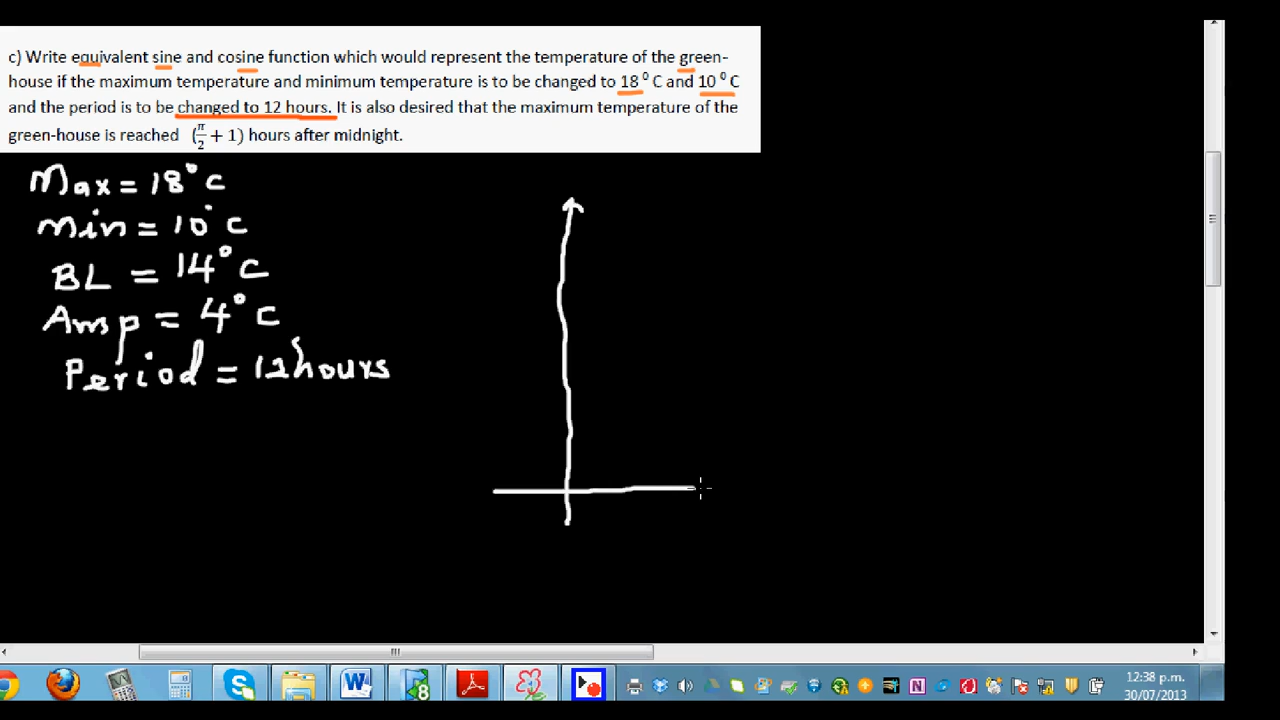 c) Write equivalent sine and cosine function which would represent the temperature of the green-
house if the maximum temperature and minimum temperature is to be changed to 18 ⁰ C and 10 ⁰ C
and the period is to be changed to 12 hours. It is also desired that the maximum temperature of the
green-house is reached (π/2 + 1) hours after midnight.
Max = 18° C
Min = 10° C
BL = 14° C
Amp = 4° C
Period = 12 hours
12:38 p.m.
30/07/2013